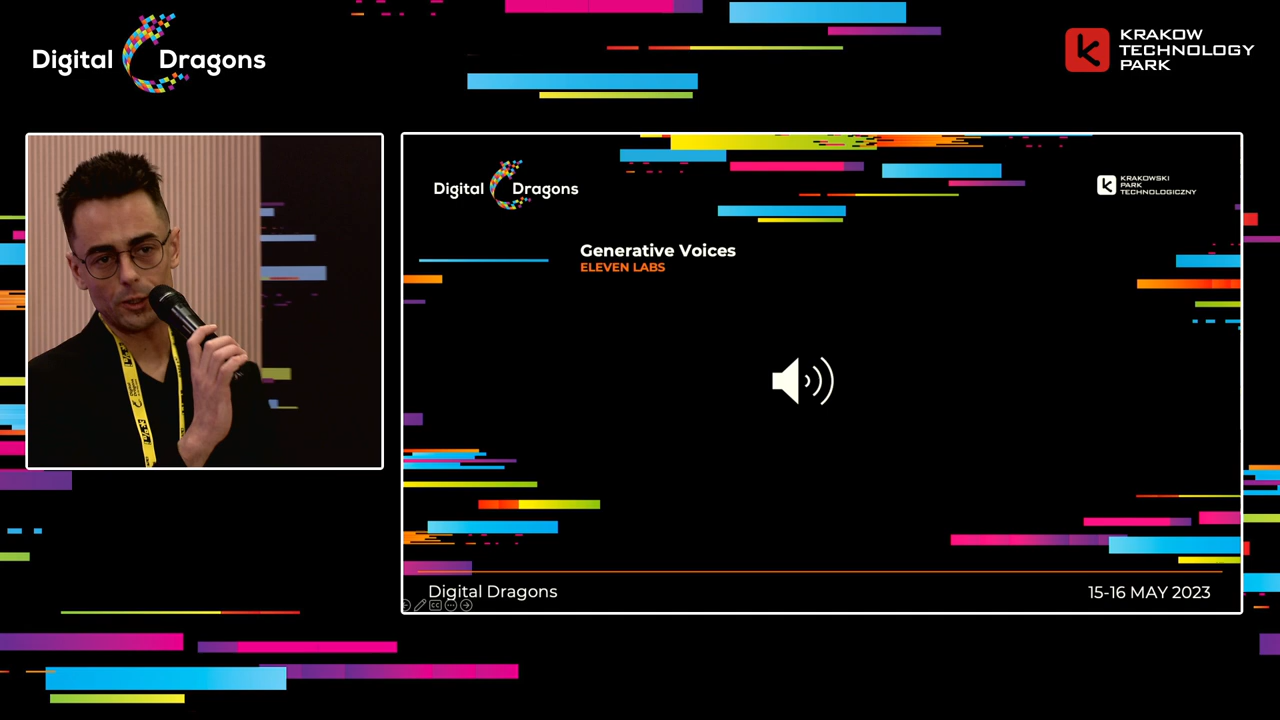 Digital Dragons
KRAKOW
TECHNOLOGY
PARK
Digital Dragons
KRAKOWSKI
PARK
TECHNOLOGICZNY
Generative Voices
ELEVEN LABS
Digital Dragons
15-16 MAY 2023